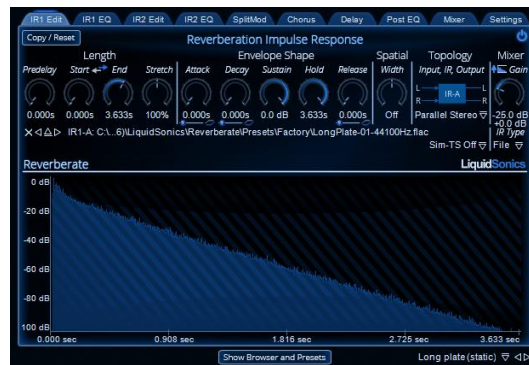 IR1 Edit IR1 EQ IR2 Edit IR2 EQ SplitMod Chorus Delay Post EQ Mixer Settings
Copy / Reset
Reverberation Impulse Response
Length Envelope Shape Spatial Topology Mixer
Predelay Start End Stretch Attack Decay Sustain Hold Release Width Input, IR, Output Gain
L IR-A L
R R
0.000s 0.000s 3.633s 100% 0.000s 0.000s 0.0 dB 3.633s 0.000s Off Parallel Stereo -25.0 dB
+0.0 dB
IR1-A: C:\...6)\LiquidSonics\Reverberate\Presets\Factory\LongPlate-01-44100Hz.flac
IR Type
Sim-TS Off File
Reverberate LiquidSonics
0 dB
-20 dB
-40 dB
-60 dB
-80 dB
100 dB
0.000 sec 0.908 sec 1.816 sec 2.725 sec 3.633 sec
Show Browser and Presets Long plate (static)